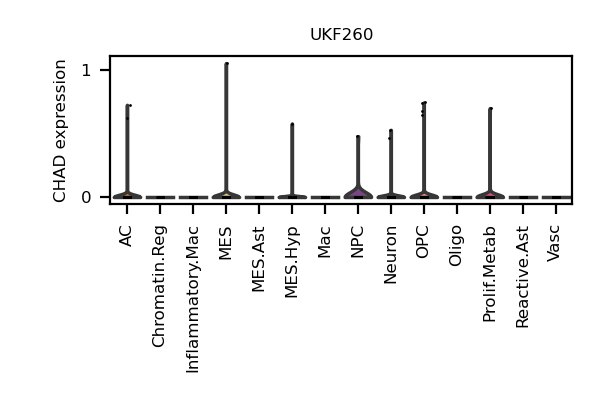 UKF260
CHAD expression
1
0
AC
Chromatin.Reg
Inflammatory.Mac
MES
MES.Ast
MES.Hyp
Mac
NPC
Neuron
OPC
Oligo
Prolif.Metab
Reactive.Ast
Vasc